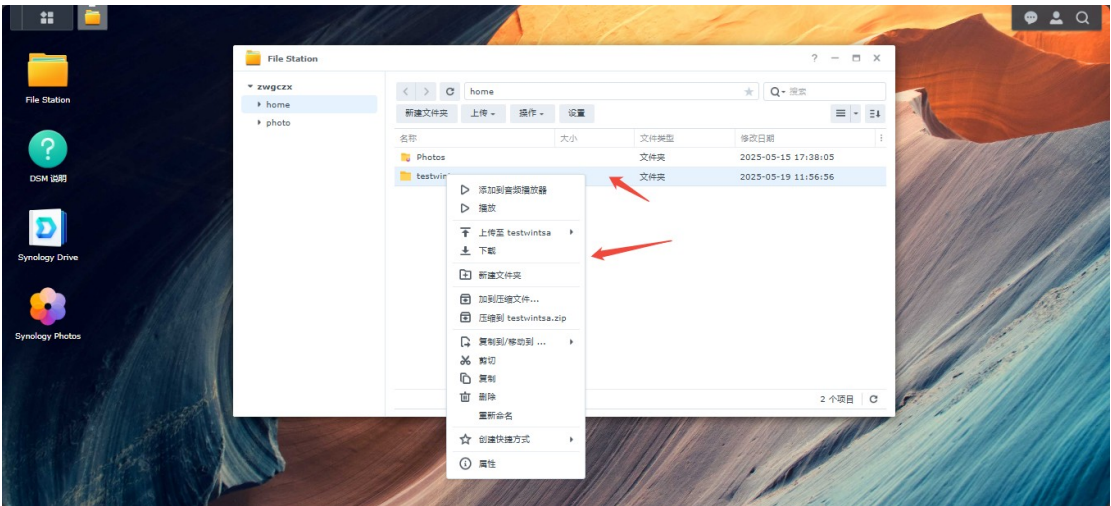 File Station
DSM 说明
Synology Drive
Synology Photos
File Station
zwgczx
home
photo
home
搜索
新建文件夹 上传 操作 设置
名称 大小 文件类型 修改日期
Photos 文件夹 2025-05-15 17:38:05
testwin 文件夹 2025-05-19 11:56:56
添加到音频播放器
播放
上传至 testwintsa
下载
新建文件夹
加到压缩文件...
压缩到 testwintsa.zip
复制到/移动到 ...
剪切
复制
删除
重新命名
创建快捷方式
属性
2 个项目